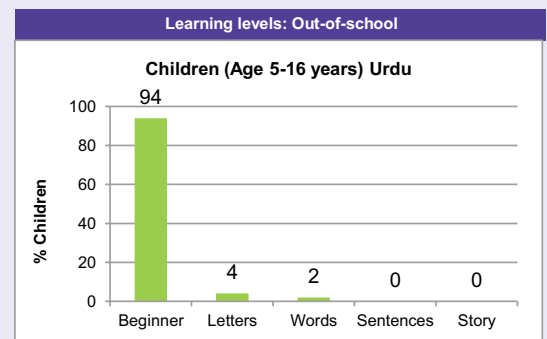 Learning levels: Out-of-school
Children (Age 5-16 years) Urdu
% Children
100
80
60
40
20
0
94
4
2
0
0
Beginner Letters Words Sentences Story